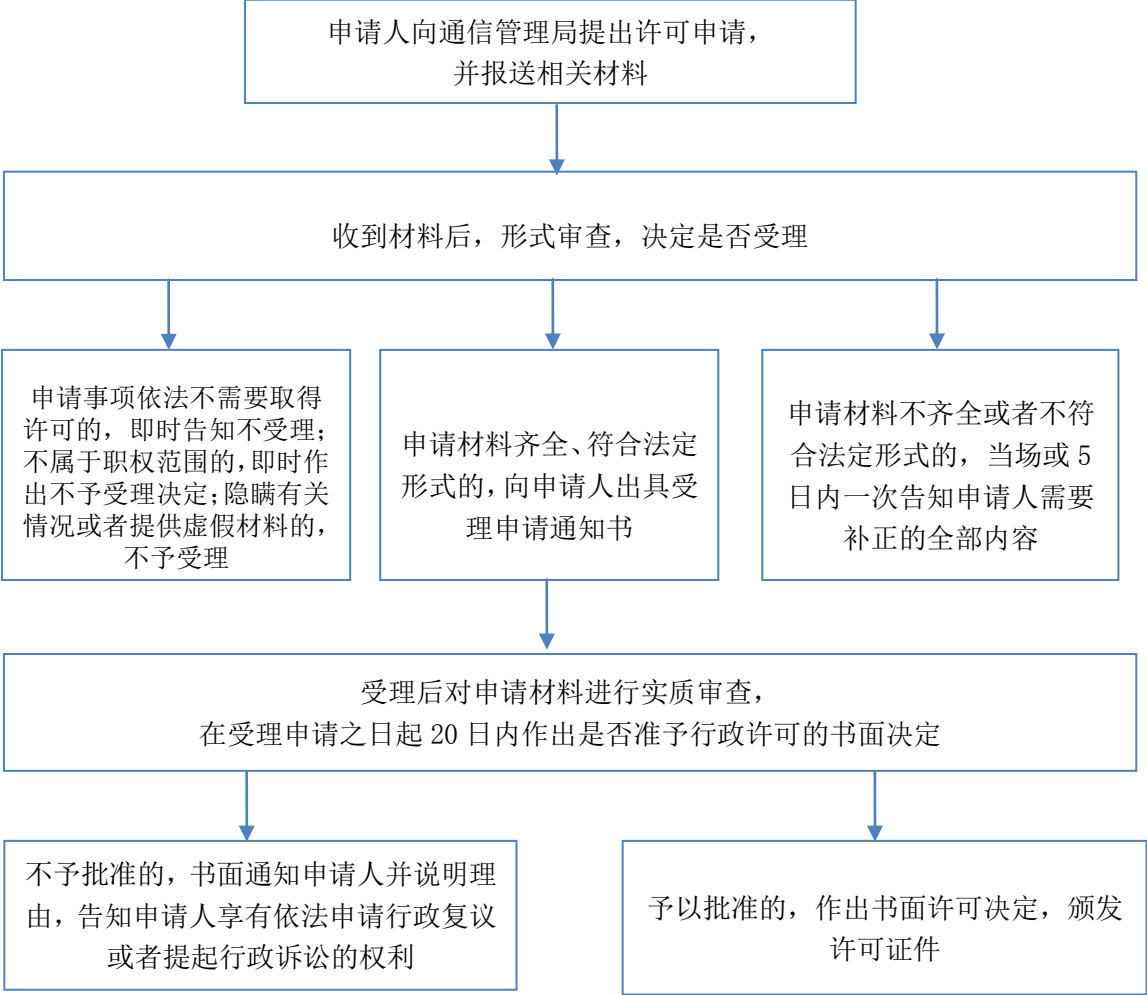 申请人向通信管理局提出许可申请，
并报送相关材料
收到材料后，形式审查，决定是否受理
申请事项依法不需要取得
许可的，即时告知不受理；
不属于职权范围的，即时作
出不予受理决定；隐瞒有关
情况或者提供虚假材料的，
不予受理
申请材料齐全、符合法定
形式的，向申请人出具受
理申请通知书
申请材料不齐全或者不符
合法定形式的，当场或 5
日内一次告知申请人需要
补正的全部内容
受理后对申请材料进行实质审查，
在受理申请之日起 20 日内作出是否准予行政许可的书面决定
不予批准的，书面通知申请人并说明理
由，告知申请人享有依法申请行政复议
或者提起行政诉讼的权利
予以批准的，作出书面许可决定，颁发
许可证件